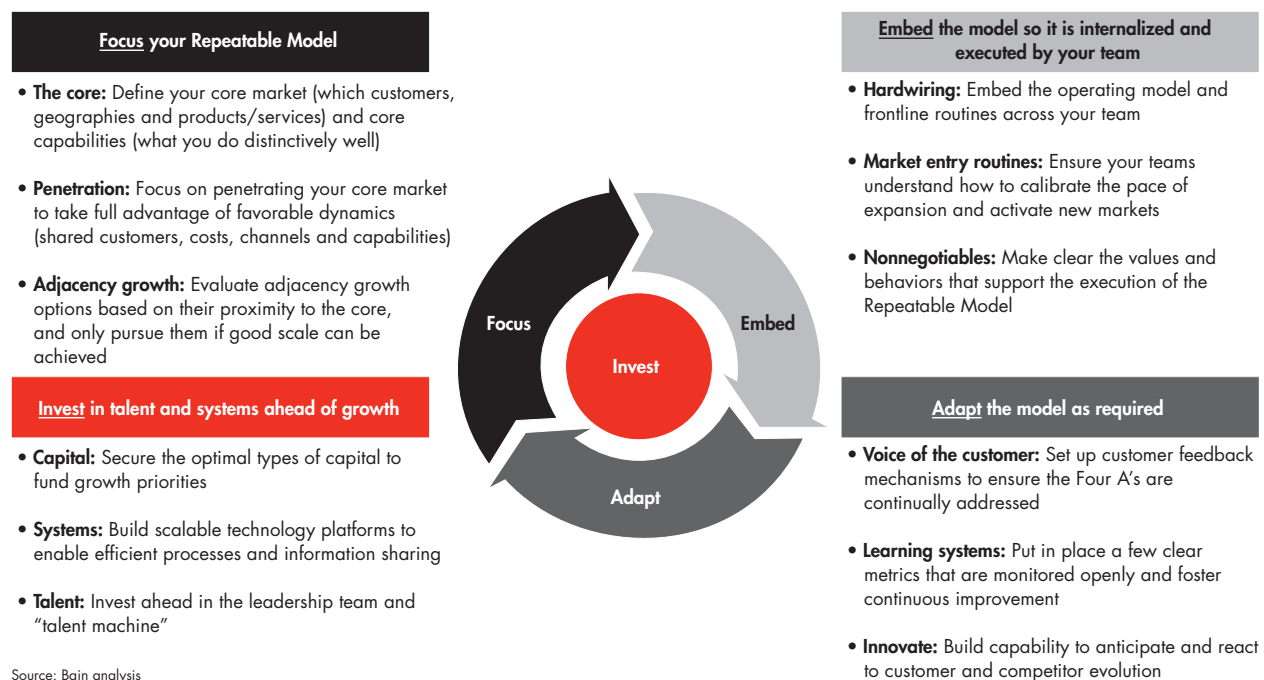 Focus your Repeatable Model
• The core: Define your core market (which customers,
geographies and products/services) and core
capabilities (what you do distinctively well)
• Penetration: Focus on penetrating your core market
to take full advantage of favorable dynamics
(shared customers, costs, channels and capabilities)
• Adjacency growth: Evaluate adjacency growth
options based on their proximity to the core,
and only pursue them if good scale can be
achieved
Invest in talent and systems ahead of growth
• Capital: Secure the optimal types of capital to
fund growth priorities
• Systems: Build scalable technology platforms to
enable efficient processes and information sharing
• Talent: Invest ahead in the leadership team and
“talent machine”
Source: Bain analysis
Focus
Embed
Invest
Adapt
Embed the model so it is internalized and
executed by your team
• Hardwiring: Embed the operating model and
frontline routines across your team
• Market entry routines: Ensure your teams
understand how to calibrate the pace of
expansion and activate new markets
• Nonnegotiables: Make clear the values and
behaviors that support the execution of the
Repeatable Model
Adapt the model as required
• Voice of the customer: Set up customer feedback
mechanisms to ensure the Four A’s are
continually addressed
• Learning systems: Put in place a few clear
metrics that are monitored openly and foster
continuous improvement
• Innovate: Build capability to anticipate and react
to customer and competitor evolution